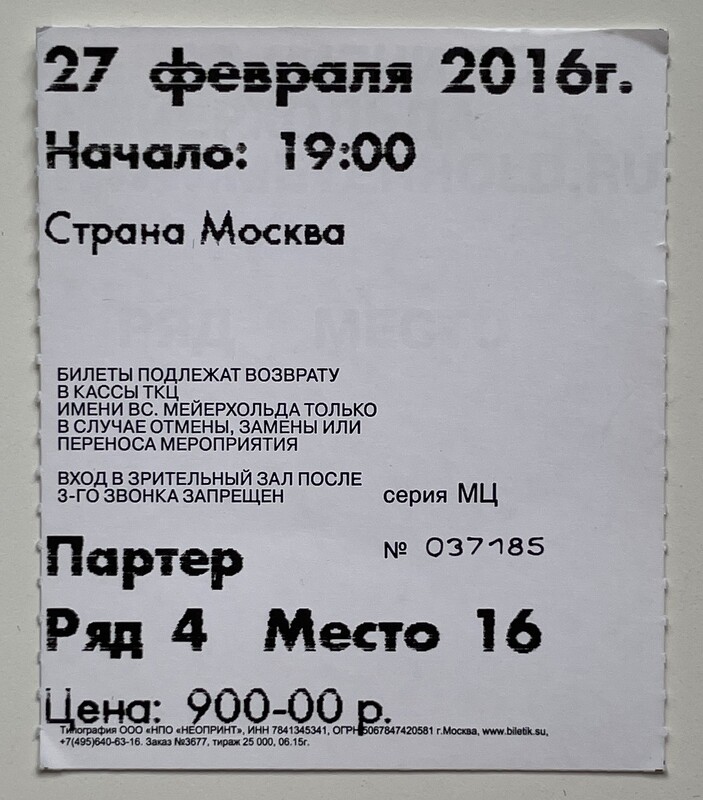 27 февраля 2016г.
Начало: 19:00
Страна Москва
РЯД МЕСТО
БИЛЕТЫ ПОДЛЕЖАТ ВОЗВРАТУ
В КАССЫ ТКЦ
ИМЕНИ ВС. МЕЙЕРХОЛЬДА ТОЛЬКО
В СЛУЧАЕ ОТМЕНЫ, ЗАМЕНЫ ИЛИ
ПЕРЕНОСА МЕРОПРИЯТИЯ
ВХОД В ЗРИТЕЛЬНЫЙ ЗАЛ ПОСЛЕ
3-ГО ЗВОНКА ЗАПРЕЩЕН
серия МЦ
№ 037185
Партер
Ряд 4 Место 16
Цена: 900-00 р.
Типография ООО «НПО «НЕОПРИНТ», ИНН 7841345341, ОГРН 5067847420581 г.Москва, www.biletik.su,
+7(495)640-63-16. Заказ №3677, тираж 25 000, 06.15г.